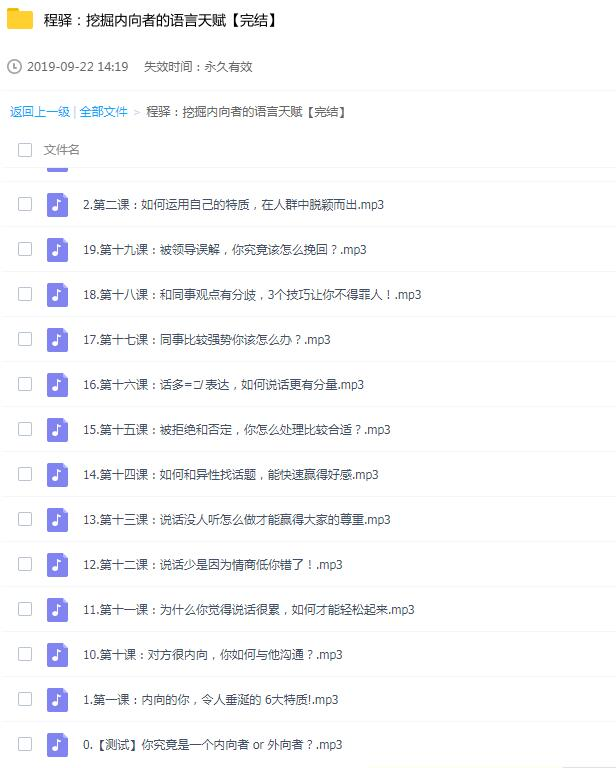 程驿：挖掘内向者的语言天赋【完结】
2019-09-22 14:19 失效时间：永久有效
返回上一级 | 全部文件 > 程驿：挖掘内向者的语言天赋【完结】
文件名
2.第二课：如何运用自己的特质，在人群中脱颖而出.mp3
19.第十九课：被领导误解，你究竟该怎么挽回？.mp3
18.第十八课：和同事观点有分歧，3个技巧让你不得罪人！.mp3
17.第十七课：同事比较强势你该怎么办？.mp3
16.第十六课：话多=会表达，如何说话更有分量.mp3
15.第十五课：被拒绝和否定，你怎么处理比较合适？.mp3
14.第十四课：如何和异性找话题，能快速赢得好感.mp3
13.第十三课：说话没人听怎么做才能赢得大家的尊重.mp3
12.第十二课：说话少是因为情商低你错了！.mp3
11.第十一课：为什么你觉得说话很累，如何才能轻松起来.mp3
10.第十课：对方很内向，你如何与他沟通？.mp3
1.第一课：内向的你，令人垂涎的 6大特质!.mp3
0.【测试】你究竟是一个内向者 or 外向者？.mp3